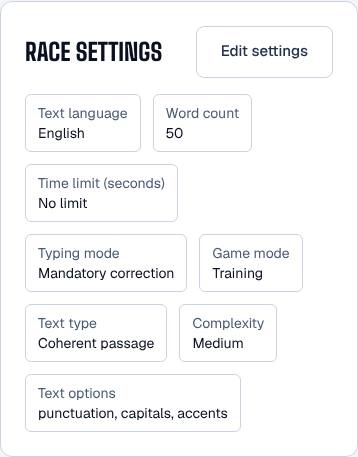 RACE SETTINGS
Edit settings
Text language
English
Word count
50
Time limit (seconds)
No limit
Typing mode
Mandatory correction
Game mode
Training
Text type
Coherent passage
Complexity
Medium
Text options
punctuation, capitals, accents